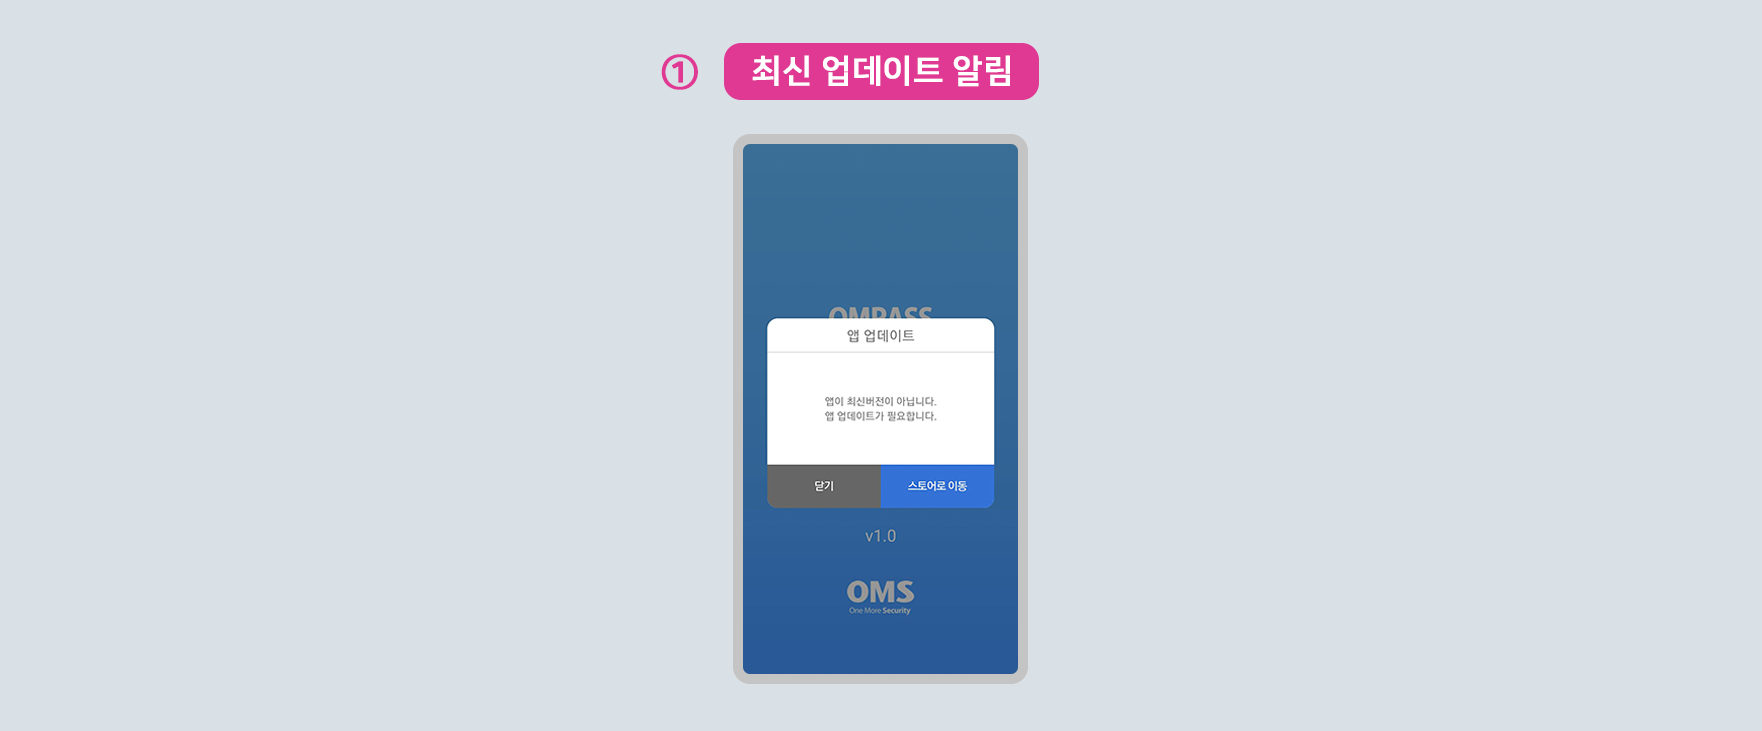 ① 최신 업데이트 알림
OMPASS
앱 업데이트
앱이 최신버전이 아닙니다.
앱 업데이트가 필요합니다.
닫기 스토어로 이동
v1.0
OMS
One More Security